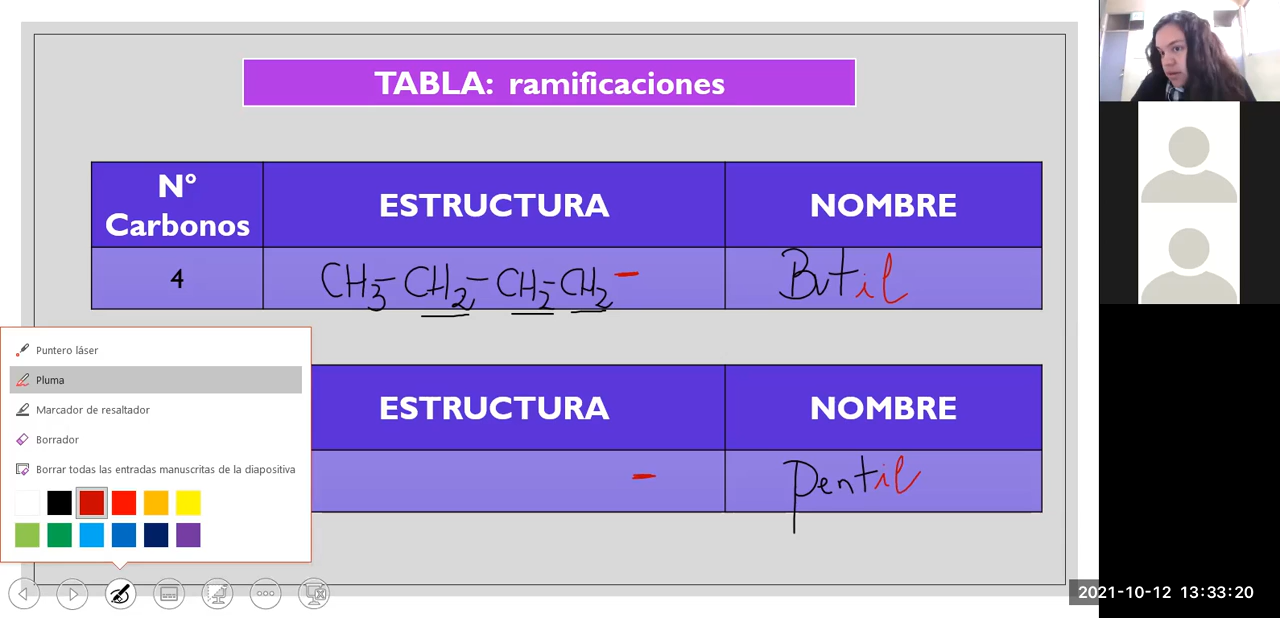 TABLA: ramificaciones
N° Carbonos ESTRUCTURA NOMBRE
4 CH3-CH2-CH2-CH2- Butil
ESTRUCTURA NOMBRE
- Pentil
Puntero láser
Pluma
Marcador de resaltador
Borrador
Borrar todas las entradas manuscritas de la diapositiva
2021-10-12 13:33:20